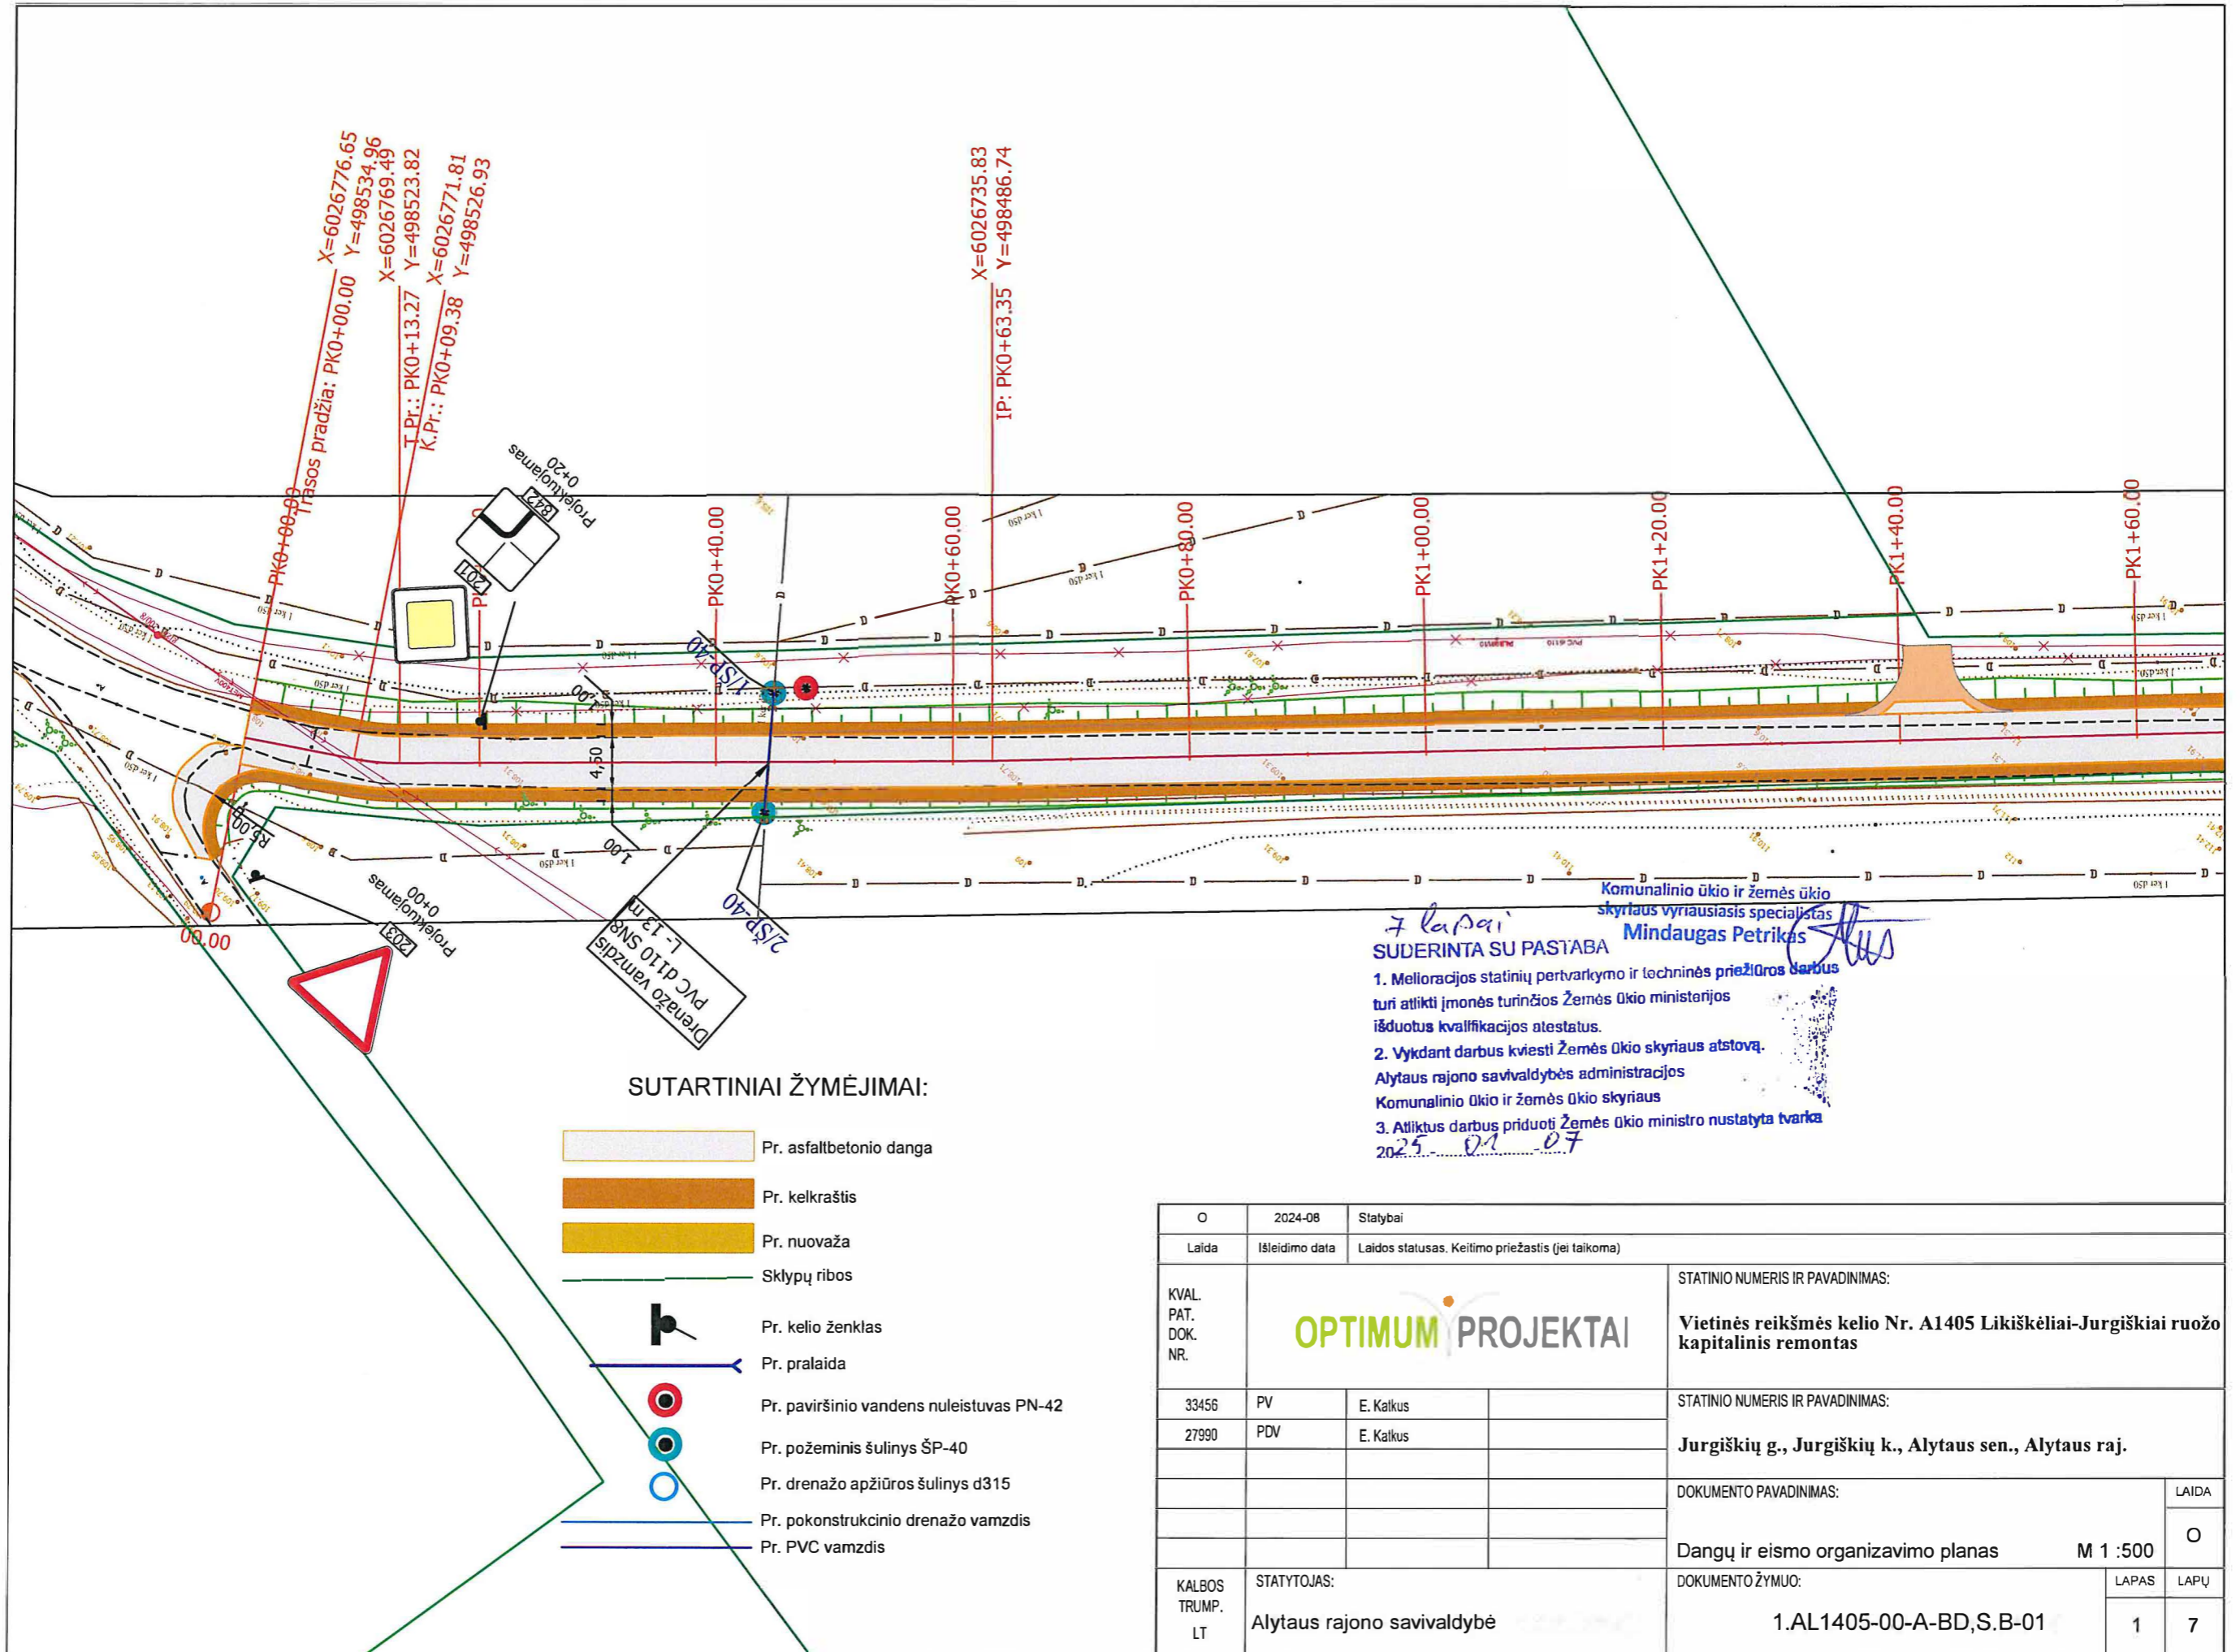 X=6026776.65
Trasos pradžia: PK0+00.00 Y=498534.96
X=6026769.49
T.Pr.: PK0+13.27 Y=498523.82
X=6026771.81
K.Pr.: PK0+09.38 Y=498526.93
X=6026735.83
IP: PK0+63.35 Y=498486.74
PK0+00.00
PK0+40.00
PK0+60.00
PK0+80.00
PK1+00.00
PK1+20.00
PK1+40.00
PK1+60.00
Projektuojamas
0+20
842
201
1/ŠP-40
1,00
4,50
1,00
R5,00
Projektuojamas
0+00
203
00.00
2/ŠP-40
Drenažo vamzdis
PVC d110 SN8
L- 13 m
7 lapai
Komunalinio ūkio ir žemės ūkio
skyriaus vyriausiasis specialistas
Mindaugas Petrikas
SUDERINTA SU PASTABA
1. Melioracijos statinių pertvarkymo ir techninės priežiūros darbus
turi atlikti įmonės turinčios Žemės ūkio ministerijos
išduotus kvalifikacijos atestatus.
2. Vykdant darbus kviesti Žemės ūkio skyriaus atstovą.
Alytaus rajono savivaldybės administracijos
Komunalinio ūkio ir žemės ūkio skyriaus
3. Atliktus darbus priduoti Žemės ūkio ministro nustatyta tvarka
2025 - 01 - 07
SUTARTINIAI ŽYMĖJIMAI:
Pr. asfaltbetonio danga
Pr. kelkraštis
Pr. nuovaža
Sklypų ribos
Pr. kelio ženklas
Pr. pralaida
Pr. paviršinio vandens nuleistuvas PN-42
Pr. požeminis šulinys ŠP-40
Pr. drenažo apžiūros šulinys d315
Pr. pokonstrukcinio drenažo vamzdis
Pr. PVC vamzdis
O 2024-08 Statybai
Laida Išleidimo data Laidos statusas. Keitimo priežastis (jei taikoma)
KVAL.
PAT.
DOK.
NR.
OPTIMUM PROJEKTAI
STATINIO NUMERIS IR PAVADINIMAS:
Vietinės reikšmės kelio Nr. A1405 Likiškėliai-Jurgiškiai ruožo
kapitalinis remontas
33456 PV E. Katkus
27990 PDV E. Katkus
STATINIO NUMERIS IR PAVADINIMAS:
Jurgiškių g., Jurgiškių k., Alytaus sen., Alytaus raj.
DOKUMENTO PAVADINIMAS:
LAIDA
Dangų ir eismo organizavimo planas M 1 :500
O
KALBOS
TRUMP.
LT
STATYTOJAS:
Alytaus rajono savivaldybė
DOKUMENTO ŽYMUO:
1.AL1405-00-A-BD,S.B-01
LAPAS LAPŲ
1 7